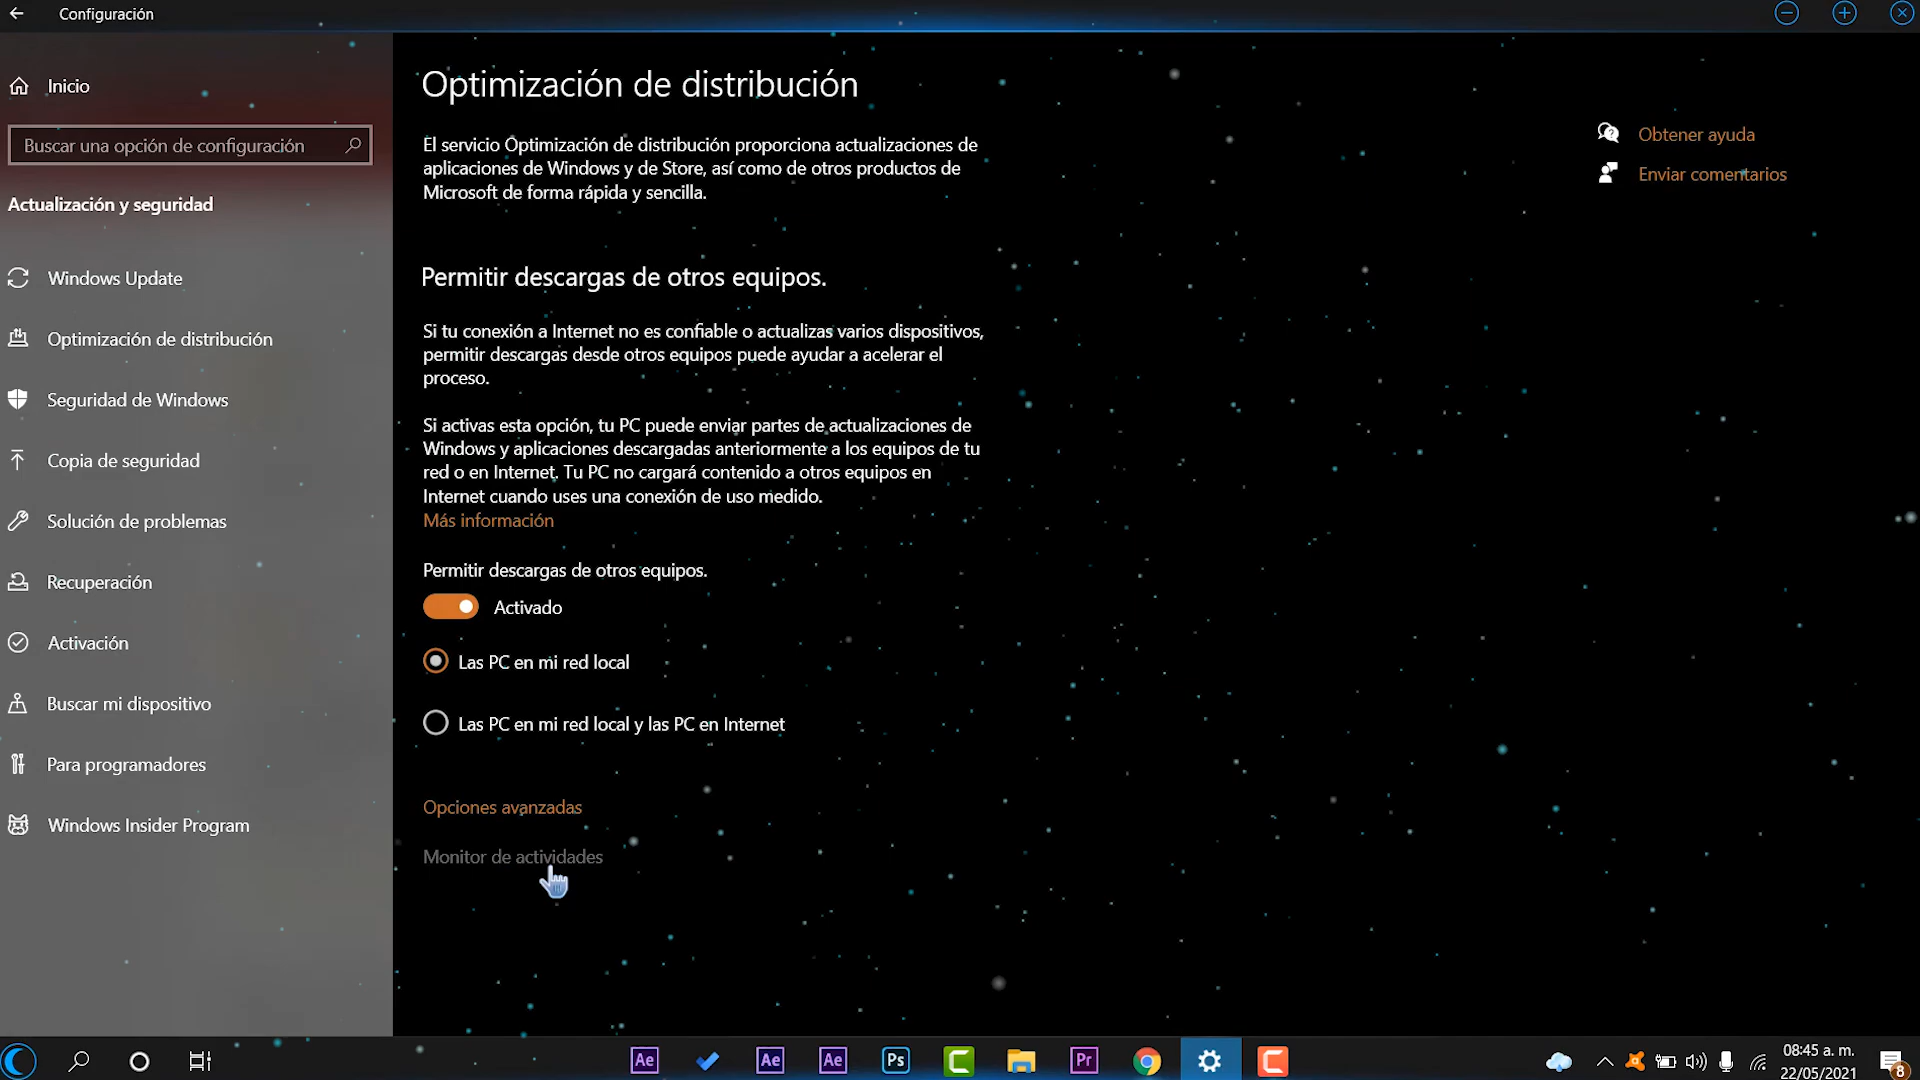 Configuración
Inicio
Buscar una opción de configuración
Actualización y seguridad
Windows Update
Optimización de distribución
Seguridad de Windows
Copia de seguridad
Solución de problemas
Recuperación
Activación
Buscar mi dispositivo
Para programadores
Windows Insider Program
Optimización de distribución
El servicio Optimización de distribución proporciona actualizaciones de
aplicaciones de Windows y de Store, así como de otros productos de
Microsoft de forma rápida y sencilla.
Permitir descargas de otros equipos.
Si tu conexión a Internet no es confiable o actualizas varios dispositivos,
permitir descargas desde otros equipos puede ayudar a acelerar el
proceso.
Si activas esta opción, tu PC puede enviar partes de actualizaciones de
Windows y aplicaciones descargadas anteriormente a los equipos de tu
red o en Internet. Tu PC no cargará contenido a otros equipos en
Internet cuando uses una conexión de uso medido.
Más información
Permitir descargas de otros equipos.
Activado
Las PC en mi red local
Las PC en mi red local y las PC en Internet
Opciones avanzadas
Monitor de actividades
Obtener ayuda
Enviar comentarios
Ae
Ae
Ae
Ps
Pr
08:45 a. m.
22/05/2021
8